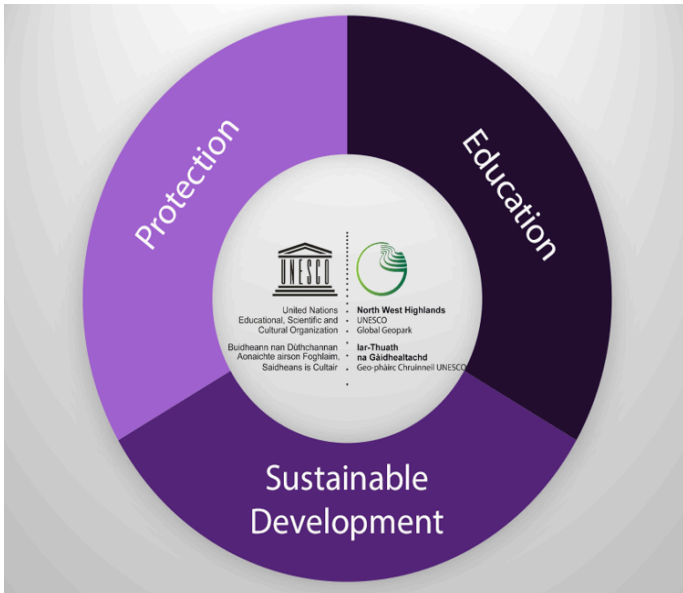 Protection
Education
UNESCO
United Nations
Educational, Scientific and
Cultural Organization
Buidheann nan Dùthchannan
Aonaichte airson Foghlaim,
Saidheans is Cultair
North West Highlands
UNESCO
Global Geopark
Iar-Thuath
na Gàidhealtachd
Geo-phàirc Chruinneil UNESCO
Sustainable
Development